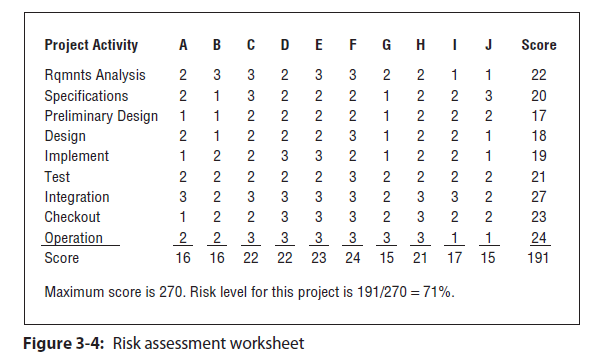 Project Activity A B C D E F G H I J Score
Rqmnts Analysis 2 3 3 2 3 3 2 2 1 1 22
Specifications 2 1 3 2 2 2 1 2 2 3 20
Preliminary Design 1 1 2 2 2 2 1 2 2 2 17
Design 2 1 2 2 2 3 1 2 2 1 18
Implement 1 2 2 3 3 2 1 2 2 1 19
Test 2 2 2 2 2 3 2 2 2 2 21
Integration 3 2 3 3 3 3 2 3 3 2 27
Checkout 1 2 2 3 3 3 2 3 2 2 23
Operation 2 2 3 3 3 3 3 3 1 1 24
Score 16 16 22 22 23 24 15 21 17 15 191
Maximum score is 270. Risk level for this project is 191/270 = 71%.
Figure 3-4: Risk assessment worksheet